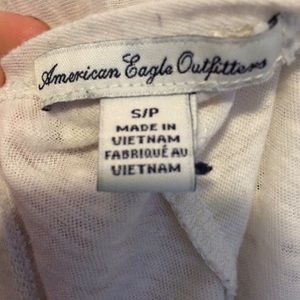 American Eagle Outfitters
S/P
MADE IN
VIETNAM
FABRIQUÉ AU
VIETNAM